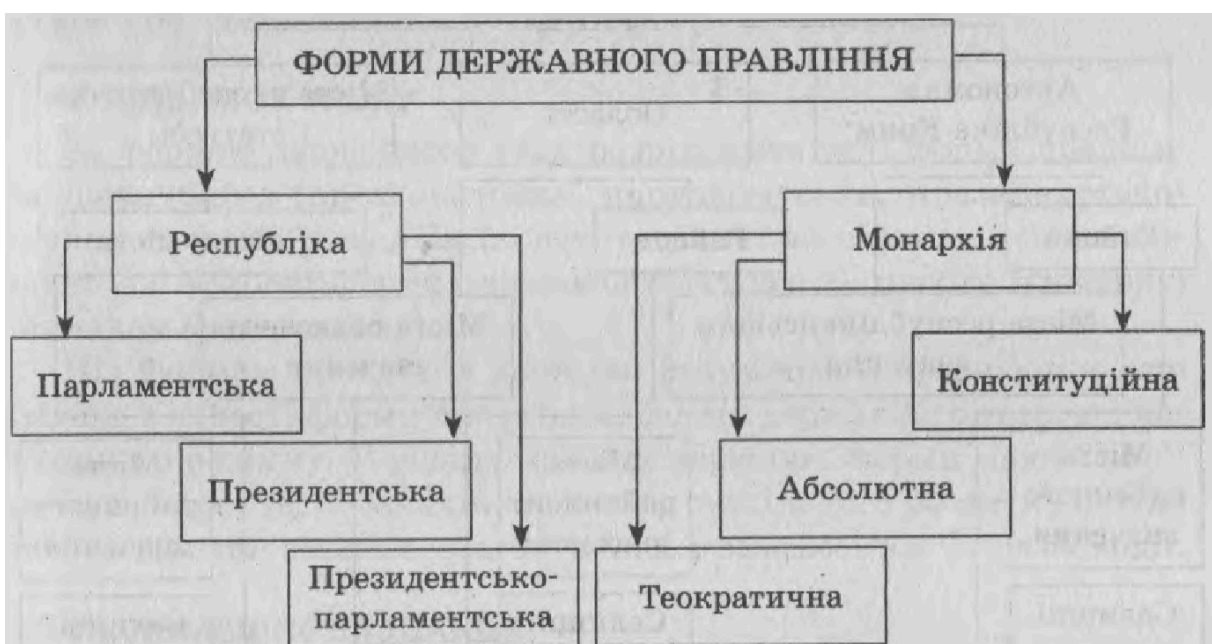 ФОРМИ ДЕРЖАВНОГО ПРАВЛІННЯ
Республіка
Монархія
Парламентська
Конституційна
Президентська
Абсолютна
Президентсько-
парламентська
Теократична